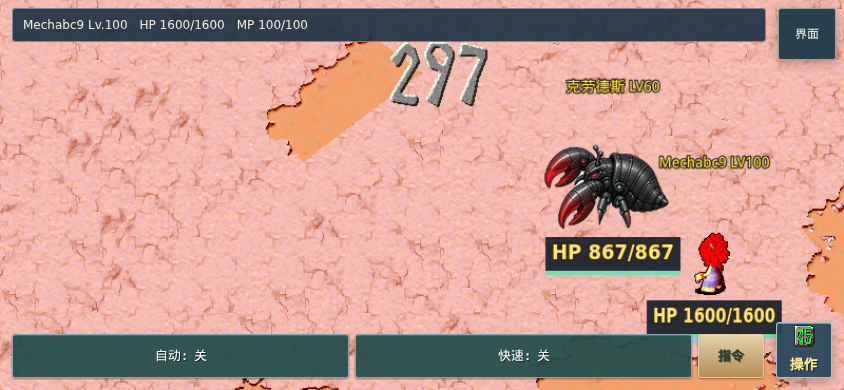 Mechabc9 Lv.100 HP 1600/1600 MP 100/100
界面
297
克劳德斯 LV60
Mechabc9 LV100
HP 867/867
HP 1600/1600
自动: 关
快速: 关
指令
MENU
操作